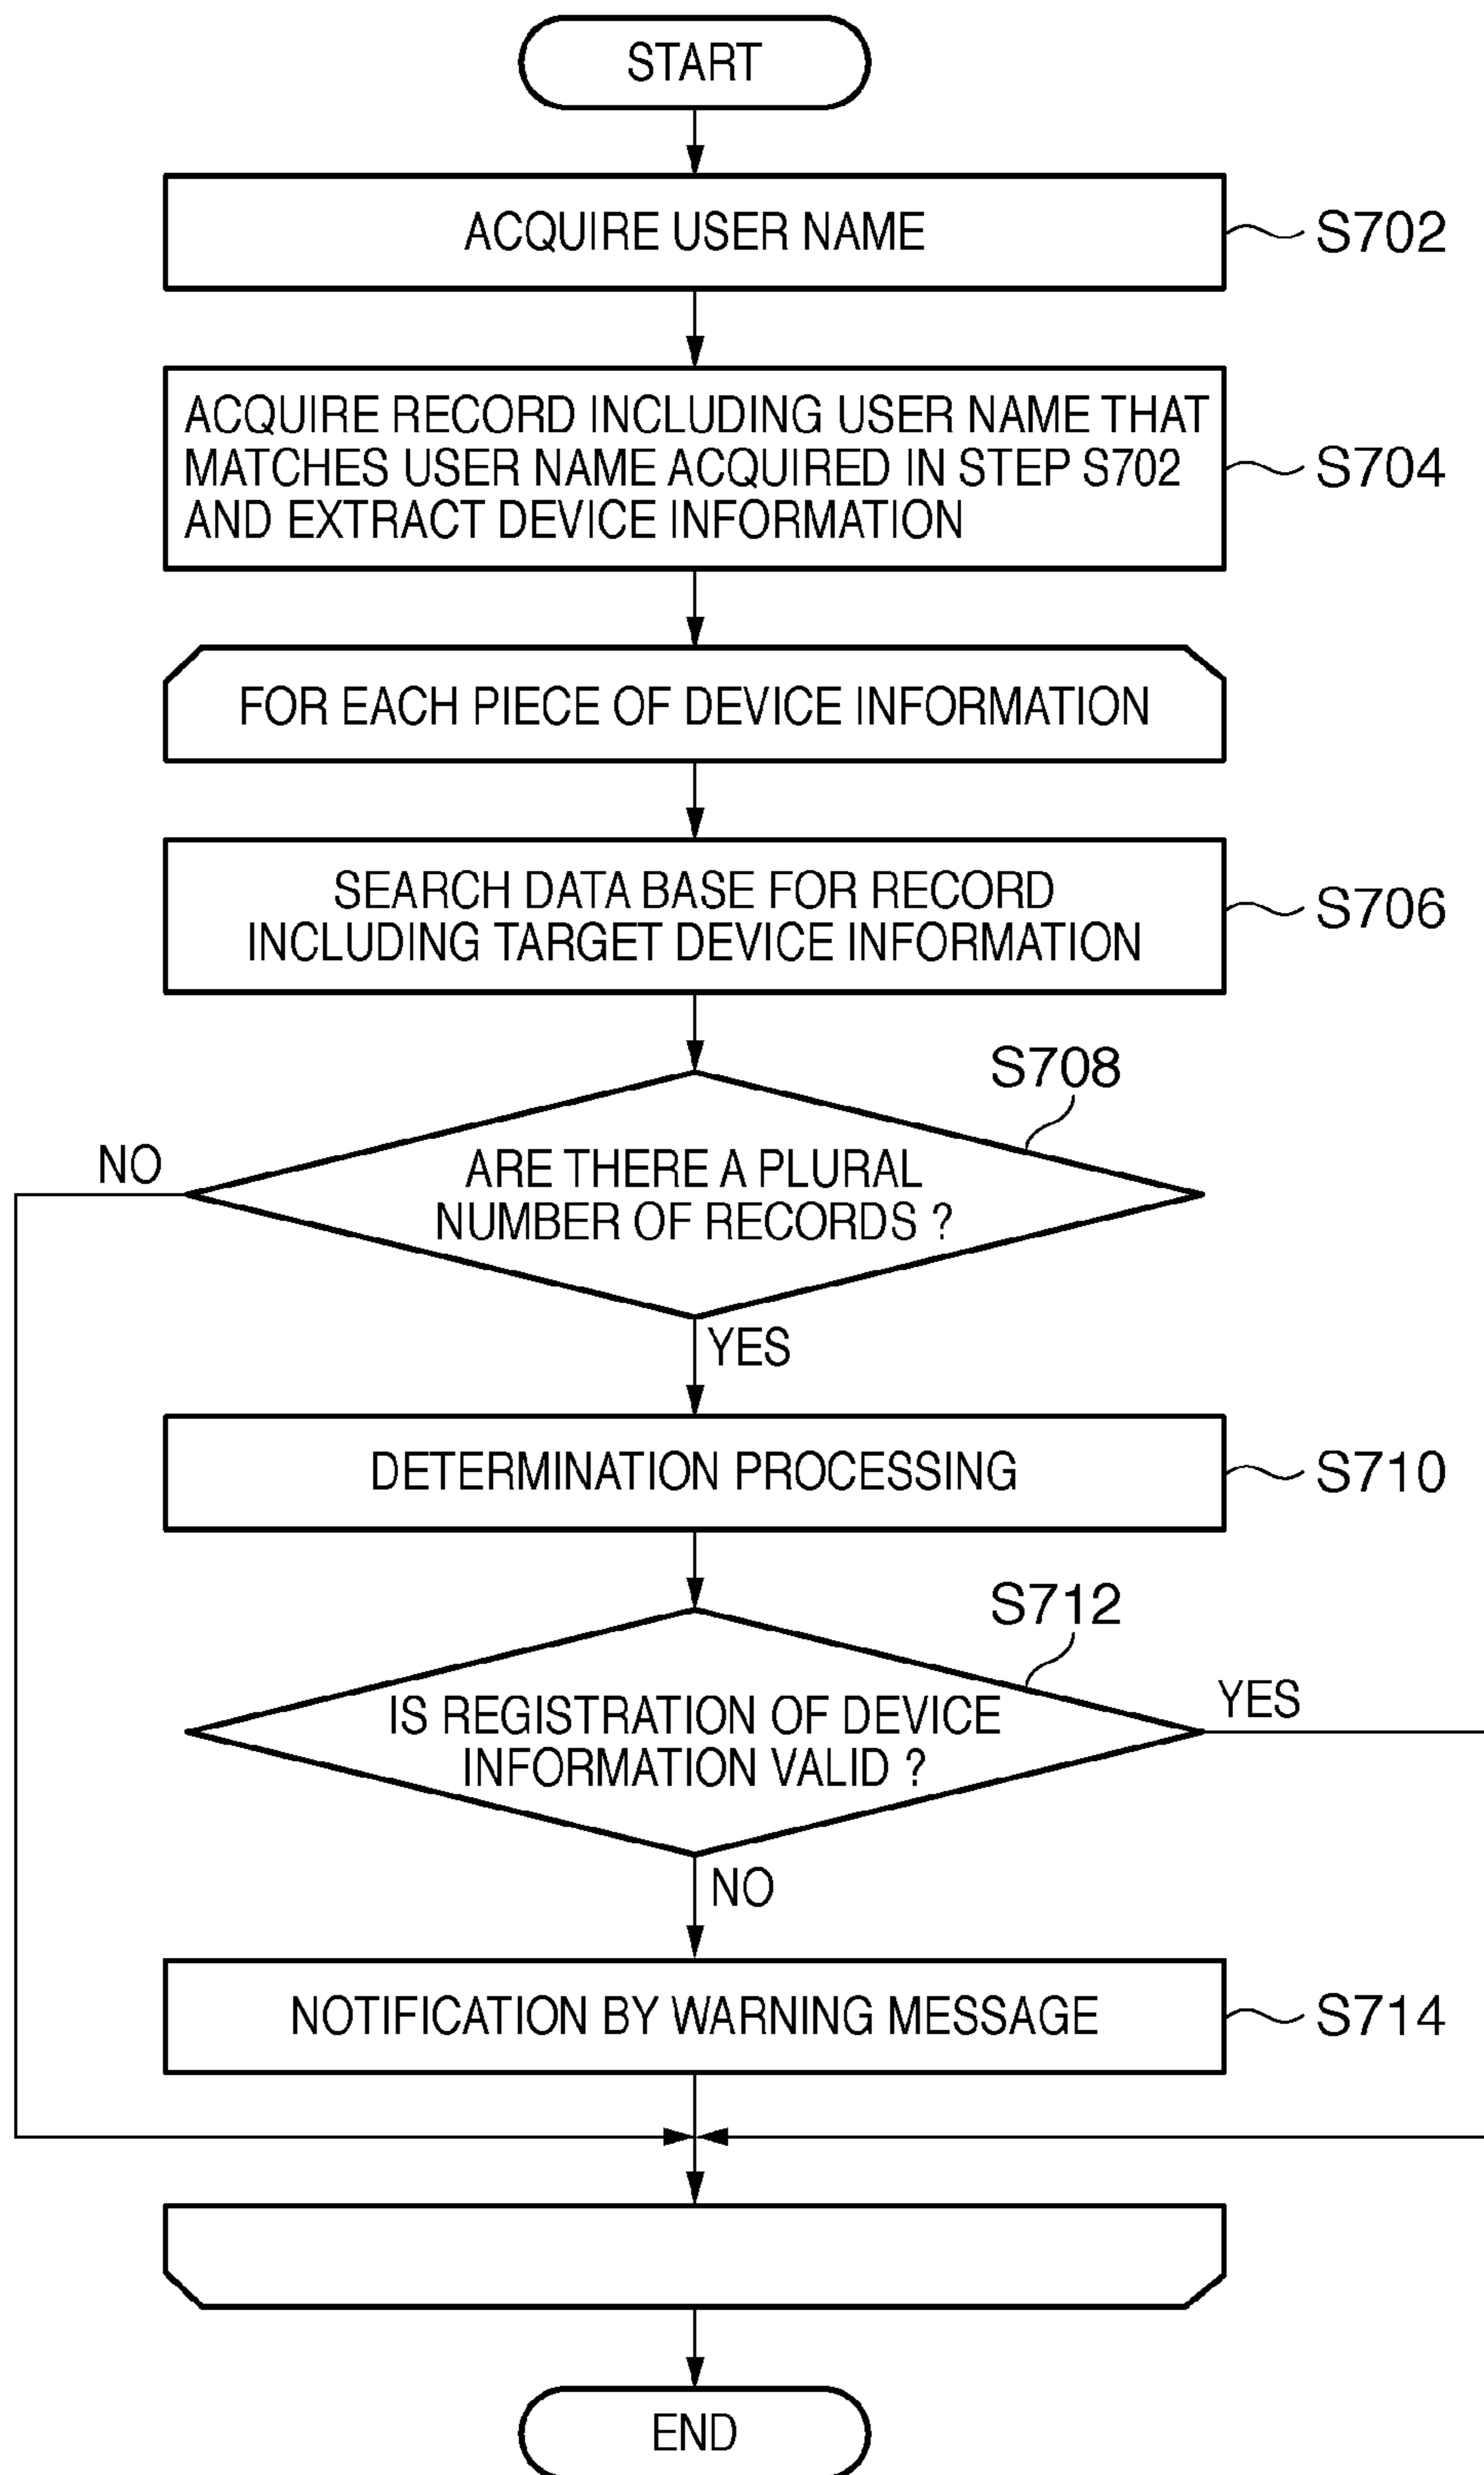 START
ACQUIRE USER NAME
S702
ACQUIRE RECORD INCLUDING USER NAME THAT
MATCHES USER NAME ACQUIRED IN STEP S702
AND EXTRACT DEVICE INFORMATION
S704
FOR EACH PIECE OF DEVICE INFORMATION
SEARCH DATA BASE FOR RECORD
INCLUDING TARGET DEVICE INFORMATION
S706
S708
NO
ARE THERE A PLURAL
NUMBER OF RECORDS ?
YES
DETERMINATION PROCESSING
S710
S712
IS REGISTRATION OF DEVICE
INFORMATION VALID ?
YES
NO
NOTIFICATION BY WARNING MESSAGE
S714
END